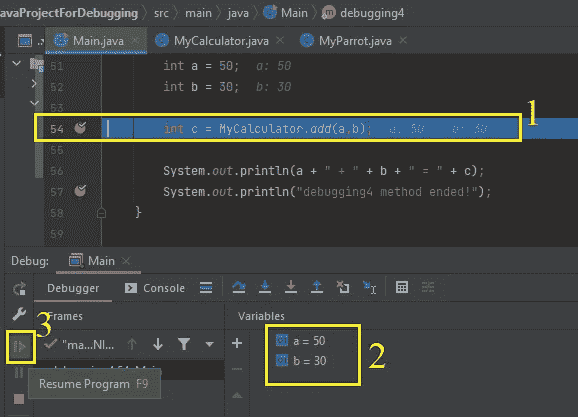 avaProjectForDebugging > src > main > java > Main > debugging4
.. Main.java MyCalculator.java MyParrot.java
51 int a = 50; a: 50
52 int b = 30; b: 30
53
54 int c = MyCalculator.add(a,b); a: 50 b: 30
1
55
56 System.out.println(a + " + " + b + " = " + c);
57 System.out.println("debugging4 method ended!");
58 }
59
Debug: Main
Debugger Console
3 Frames Variables
"ma...NI...
a = 50
b = 30
2
Resume Program F9